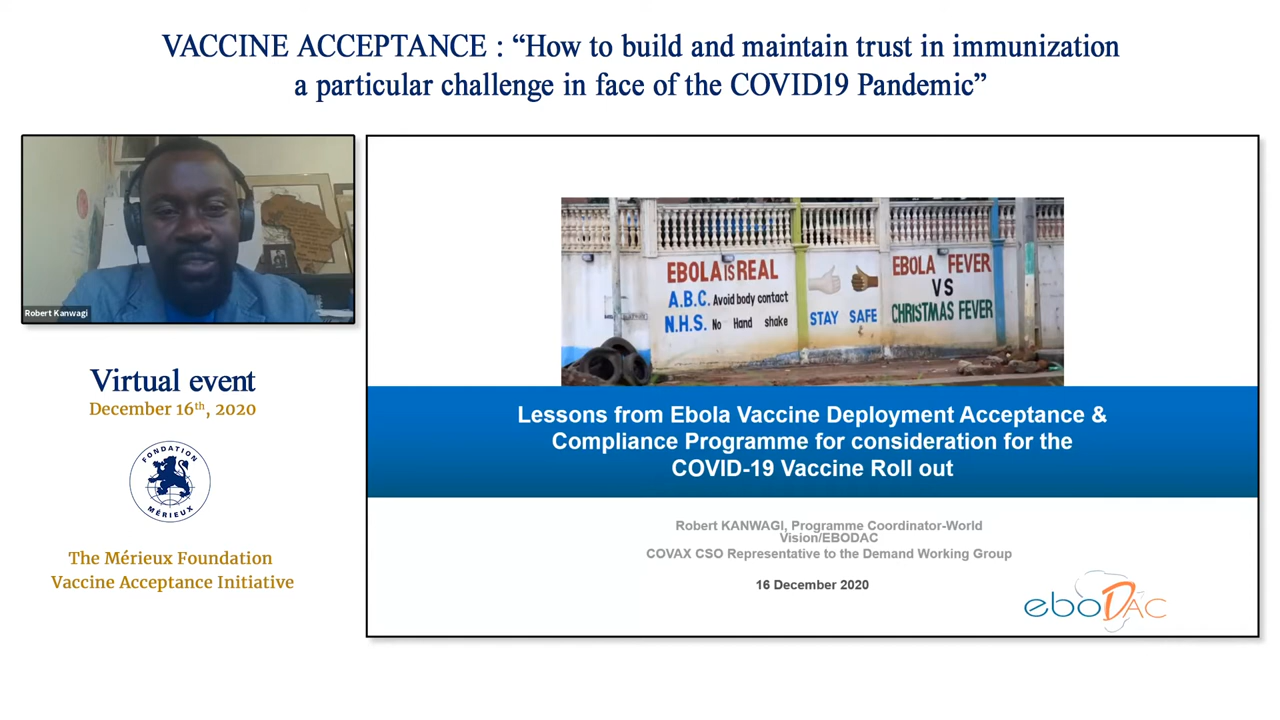 VACCINE ACCEPTANCE : “How to build and maintain trust in immunization
a particular challenge in face of the COVID19 Pandemic”
Robert Kanwagi
Virtual event
December 16th, 2020
FONDATION
MÉRIEUX
The Mérieux Foundation
Vaccine Acceptance Initiative
EBOLA IS REAL
A.B.C. Avoid body contact
N.H.S. No Hand shake
STAY SAFE
EBOLA FEVER
VS
CHRISTMAS FEVER
Lessons from Ebola Vaccine Deployment Acceptance &
Compliance Programme for consideration for the
COVID-19 Vaccine Roll out
Robert KANWAGI, Programme Coordinator-World
Vision/EBODAC
COVAX CSO Representative to the Demand Working Group
16 December 2020
eboDAC